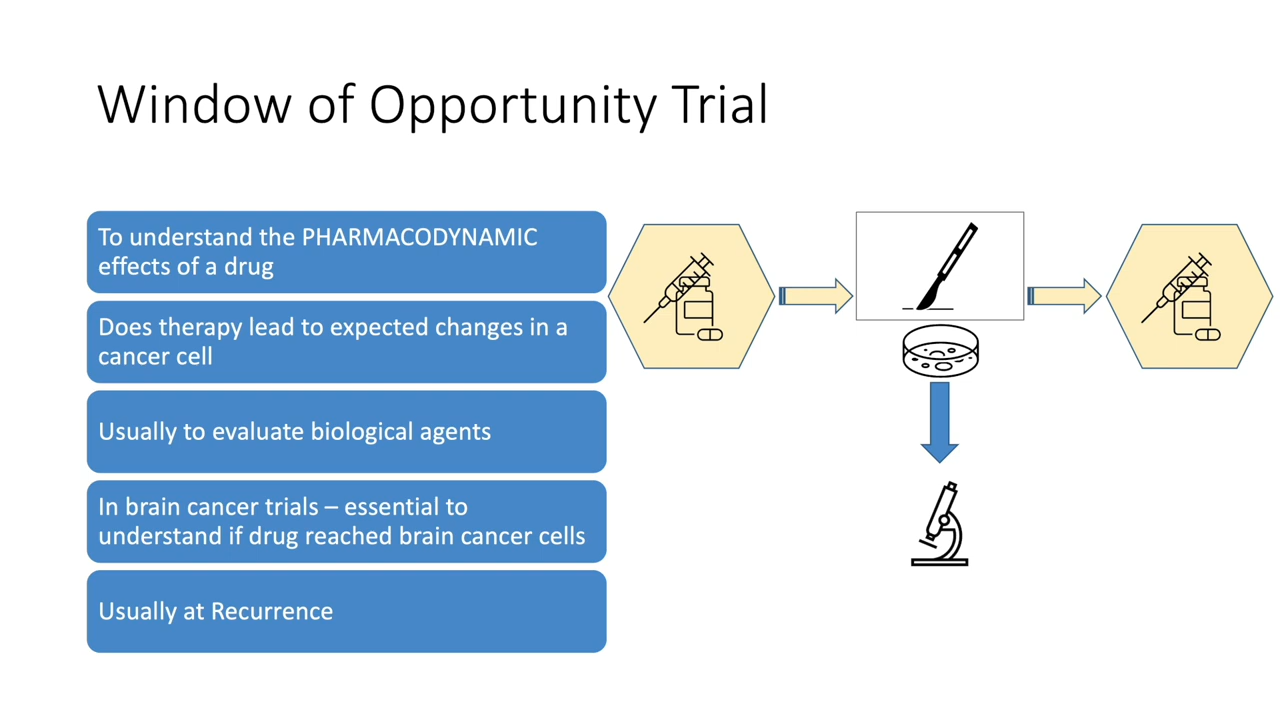 Window of Opportunity Trial
To understand the PHARMACODYNAMIC
effects of a drug
Does therapy lead to expected changes in a
cancer cell
Usually to evaluate biological agents
In brain cancer trials – essential to
understand if drug reached brain cancer cells
Usually at Recurrence